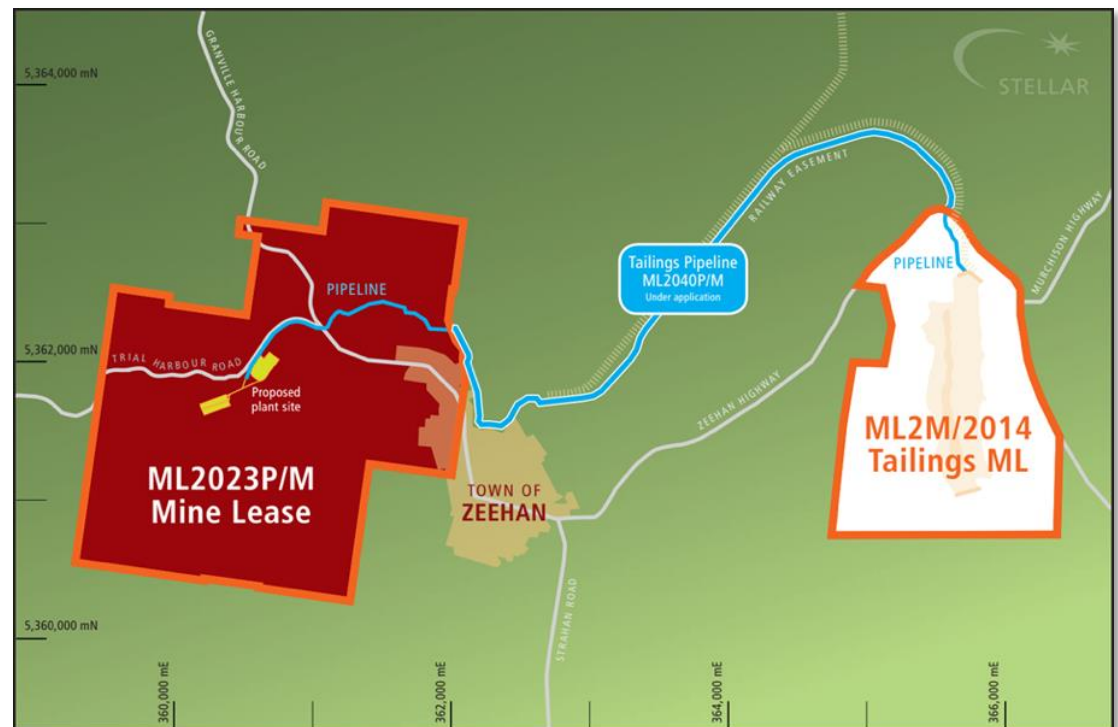 STELLAR
5,364,000 mN
GRANVILLE HARBOUR ROAD
RAILWAY EASEMENT
MURCHISON HIGHWAY
Tailings Pipeline
ML2040P/M
Under application
PIPELINE
PIPELINE
5,362,000 mN
TRIAL HARBOUR ROAD
Proposed
plant site
ZEEHAN HIGHWAY
ML2M/2014
Tailings ML
ML2023P/M
Mine Lease
TOWN OF
ZEEHAN
STRAHAN ROAD
5,360,000 mN
360,000 mE
362,000 mE
364,000 mE
366,000 mE